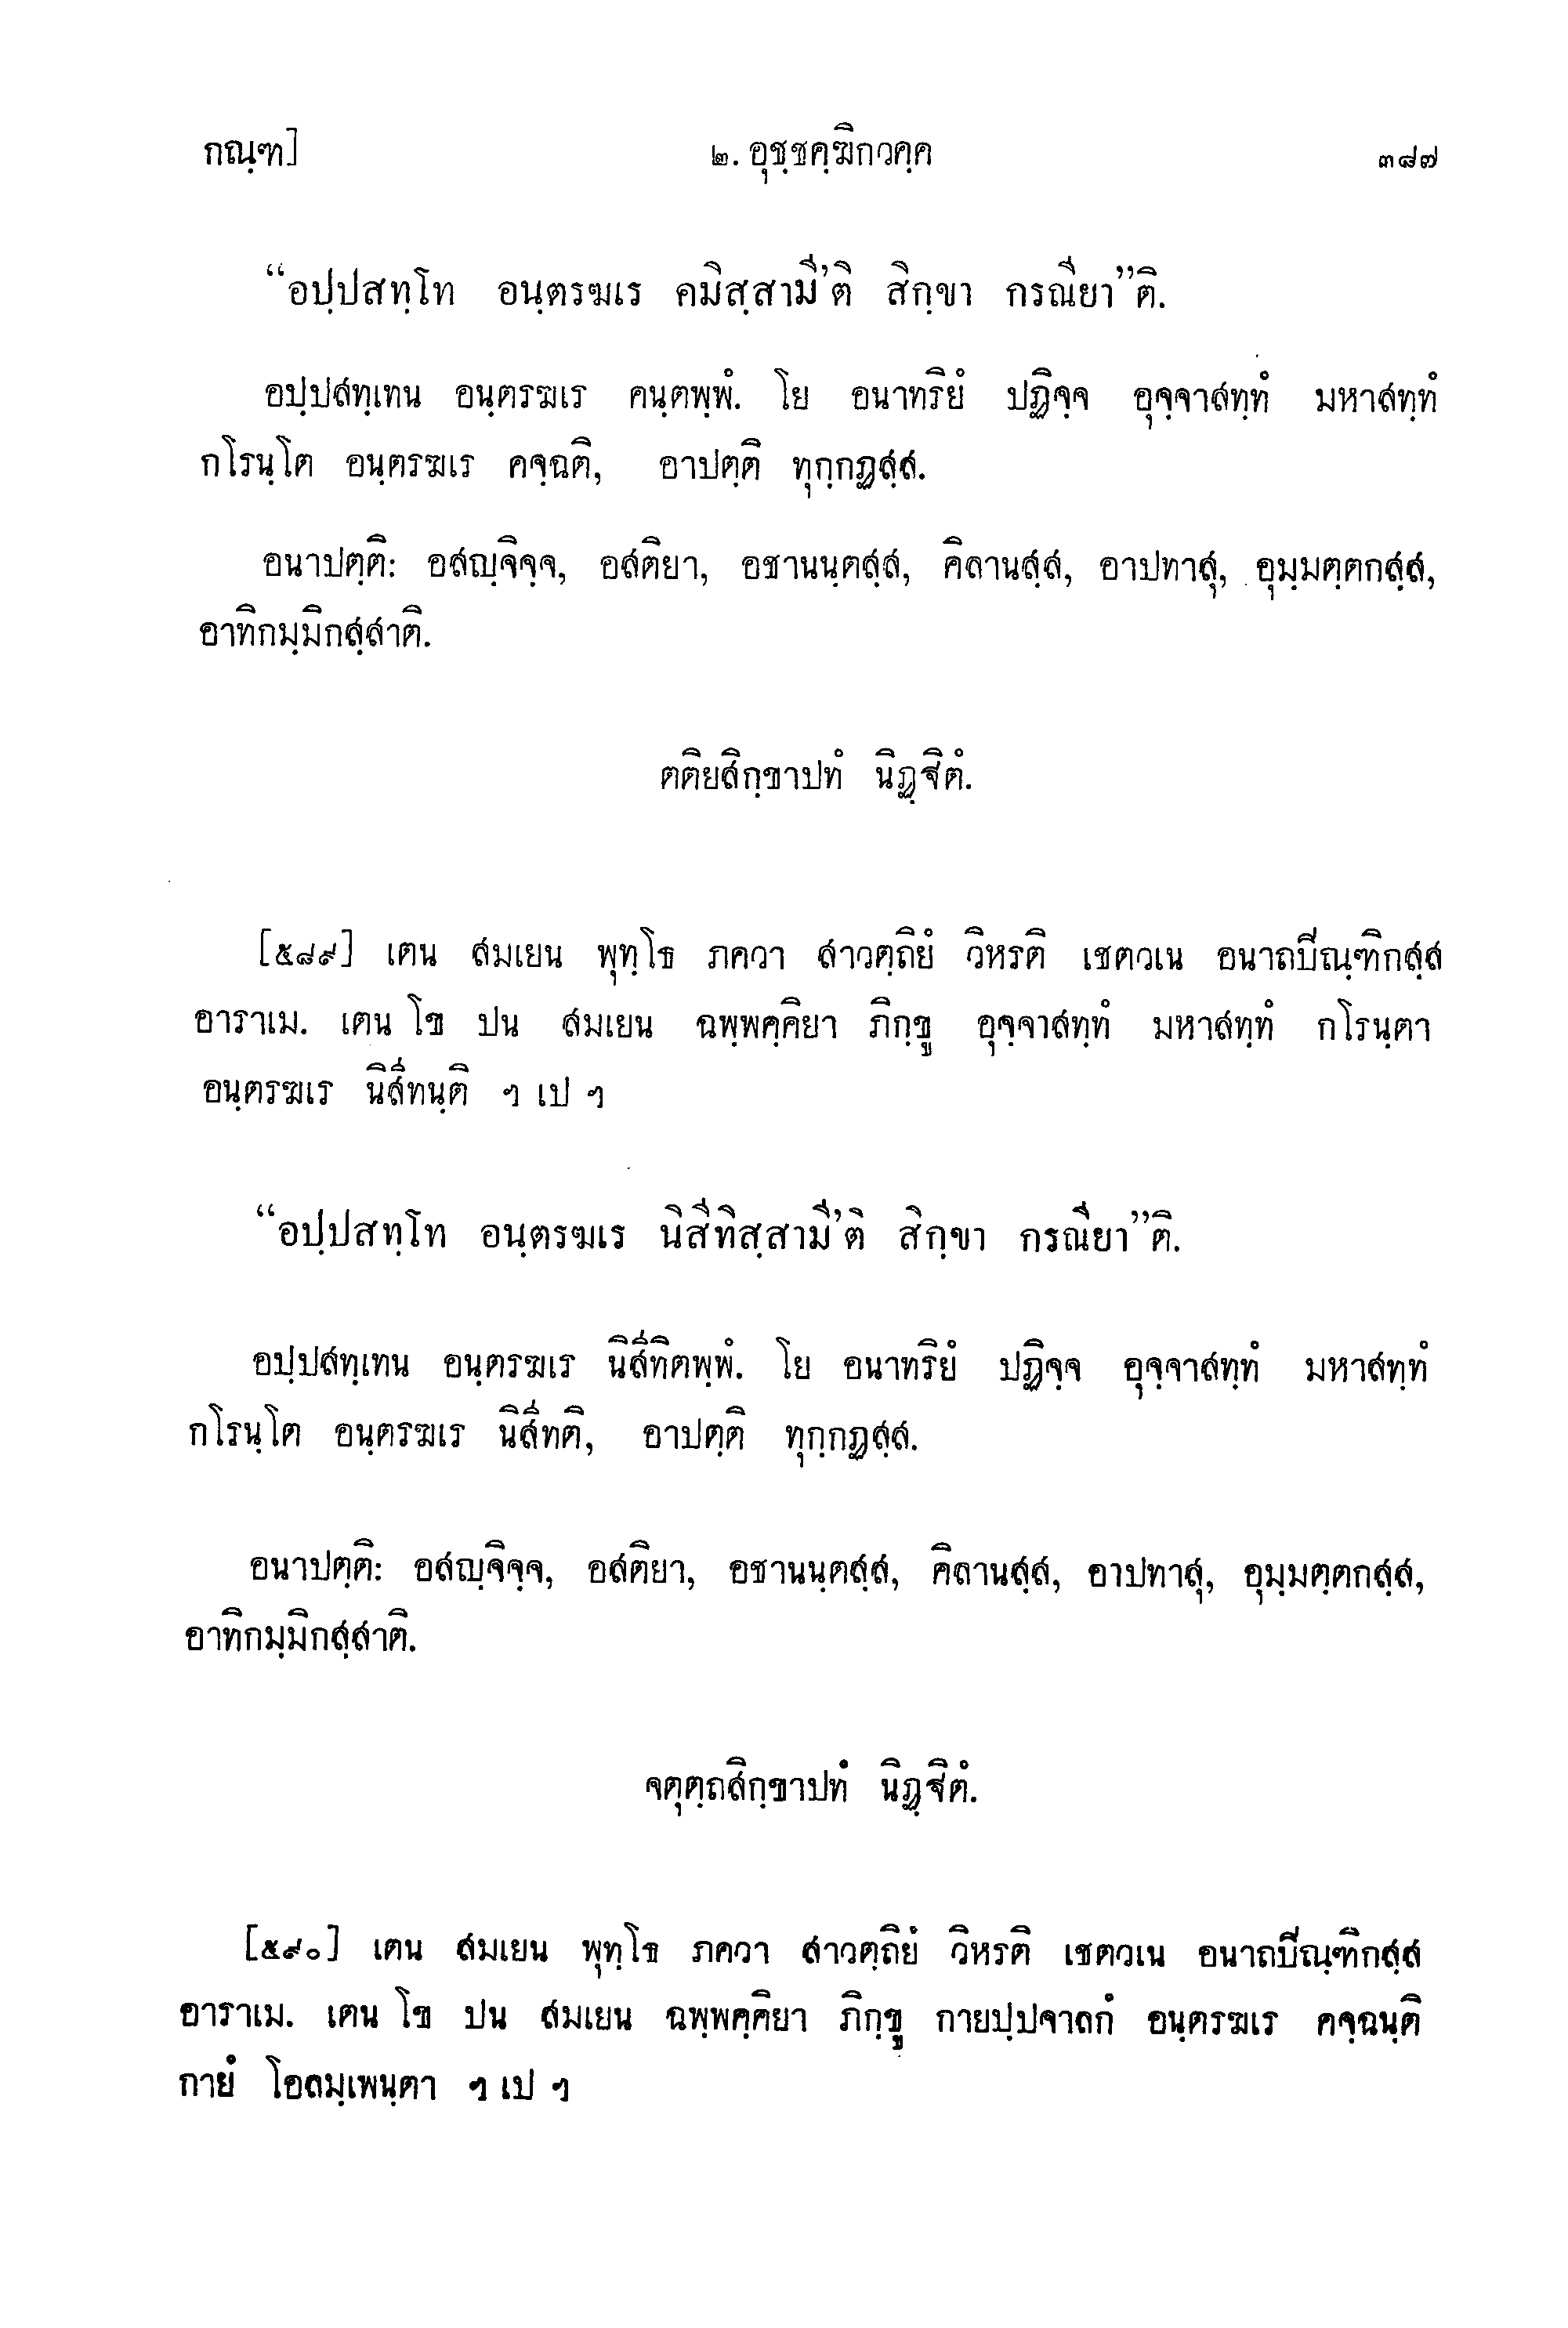 กณฺฑ]
๒. อุชฺชคฺฆิกวคฺค
๓๘๗
“อปฺปสทฺโท อนฺตรฆเร คมิสฺสามี’ติ สิกฺขา กรณียา”ติ.
อปฺปสทฺเทน อนฺตรฆเร คนฺตพฺพํ. โย อนาทริยํ ปฏิจฺจ อุจฺจาสทฺทํ มหาสทฺทํ
กโรนฺโต อนฺตรฆเร คจฺฉติ, อาปตฺติ ทุกฺกฏสฺส.
อนาปตฺติ: อสญฺจิจฺจ, อสติยา, อชานนฺตสฺส, คิลานสฺส, อาปทาสุ, อุมฺมตฺตกสฺส,
อาทิกมฺมิกสฺสาติ.
ตติยสิกฺขาปทํ นิฏฺฐิตํ.
[๕๘๙] เตน สมเยน พุทฺโธ ภควา สาวตฺถิยํ วิหรติ เชตวเน อนาถปิณฺฑิกสฺส
อาราเม. เตน โข ปน สมเยน ฉพฺพคฺคิยา ภิกฺขู อุจฺจาสทฺทํ มหาสทฺทํ กโรนฺตา
อนฺตรฆเร นิสีทนฺติ ฯ เป ฯ
“อปฺปสทฺโท อนฺตรฆเร นิสีทิสฺสามี’ติ สิกฺขา กรณียา”ติ.
อปฺปสทฺเทน อนฺตรฆเร นิสีทิตพฺพํ. โย อนาทริยํ ปฏิจฺจ อุจฺจาสทฺทํ มหาสทฺทํ
กโรนฺโต อนฺตรฆเร นิสีทติ, อาปตฺติ ทุกฺกฏสฺส.
อนาปตฺติ: อสญฺจิจฺจ, อสติยา, อชานนฺตสฺส, คิลานสฺส, อาปทาสุ, อุมฺมตฺตกสฺส,
อาทิกมฺมิกสฺสาติ.
จตุตฺถสิกฺขาปทํ นิฏฺฐิตํ.
[๕๙๐] เตน สมเยน พุทฺโธ ภควา สาวตฺถิยํ วิหรติ เชตวเน อนาถปิณฺฑิกสฺส
อาราเม. เตน โข ปน สมเยน ฉพฺพคฺคิยา ภิกฺขู กายปฺปจาลกํ อนฺตรฆเร คจฺฉนฺติ
กายํ โอลมฺเพนฺตา ฯ เป ฯ